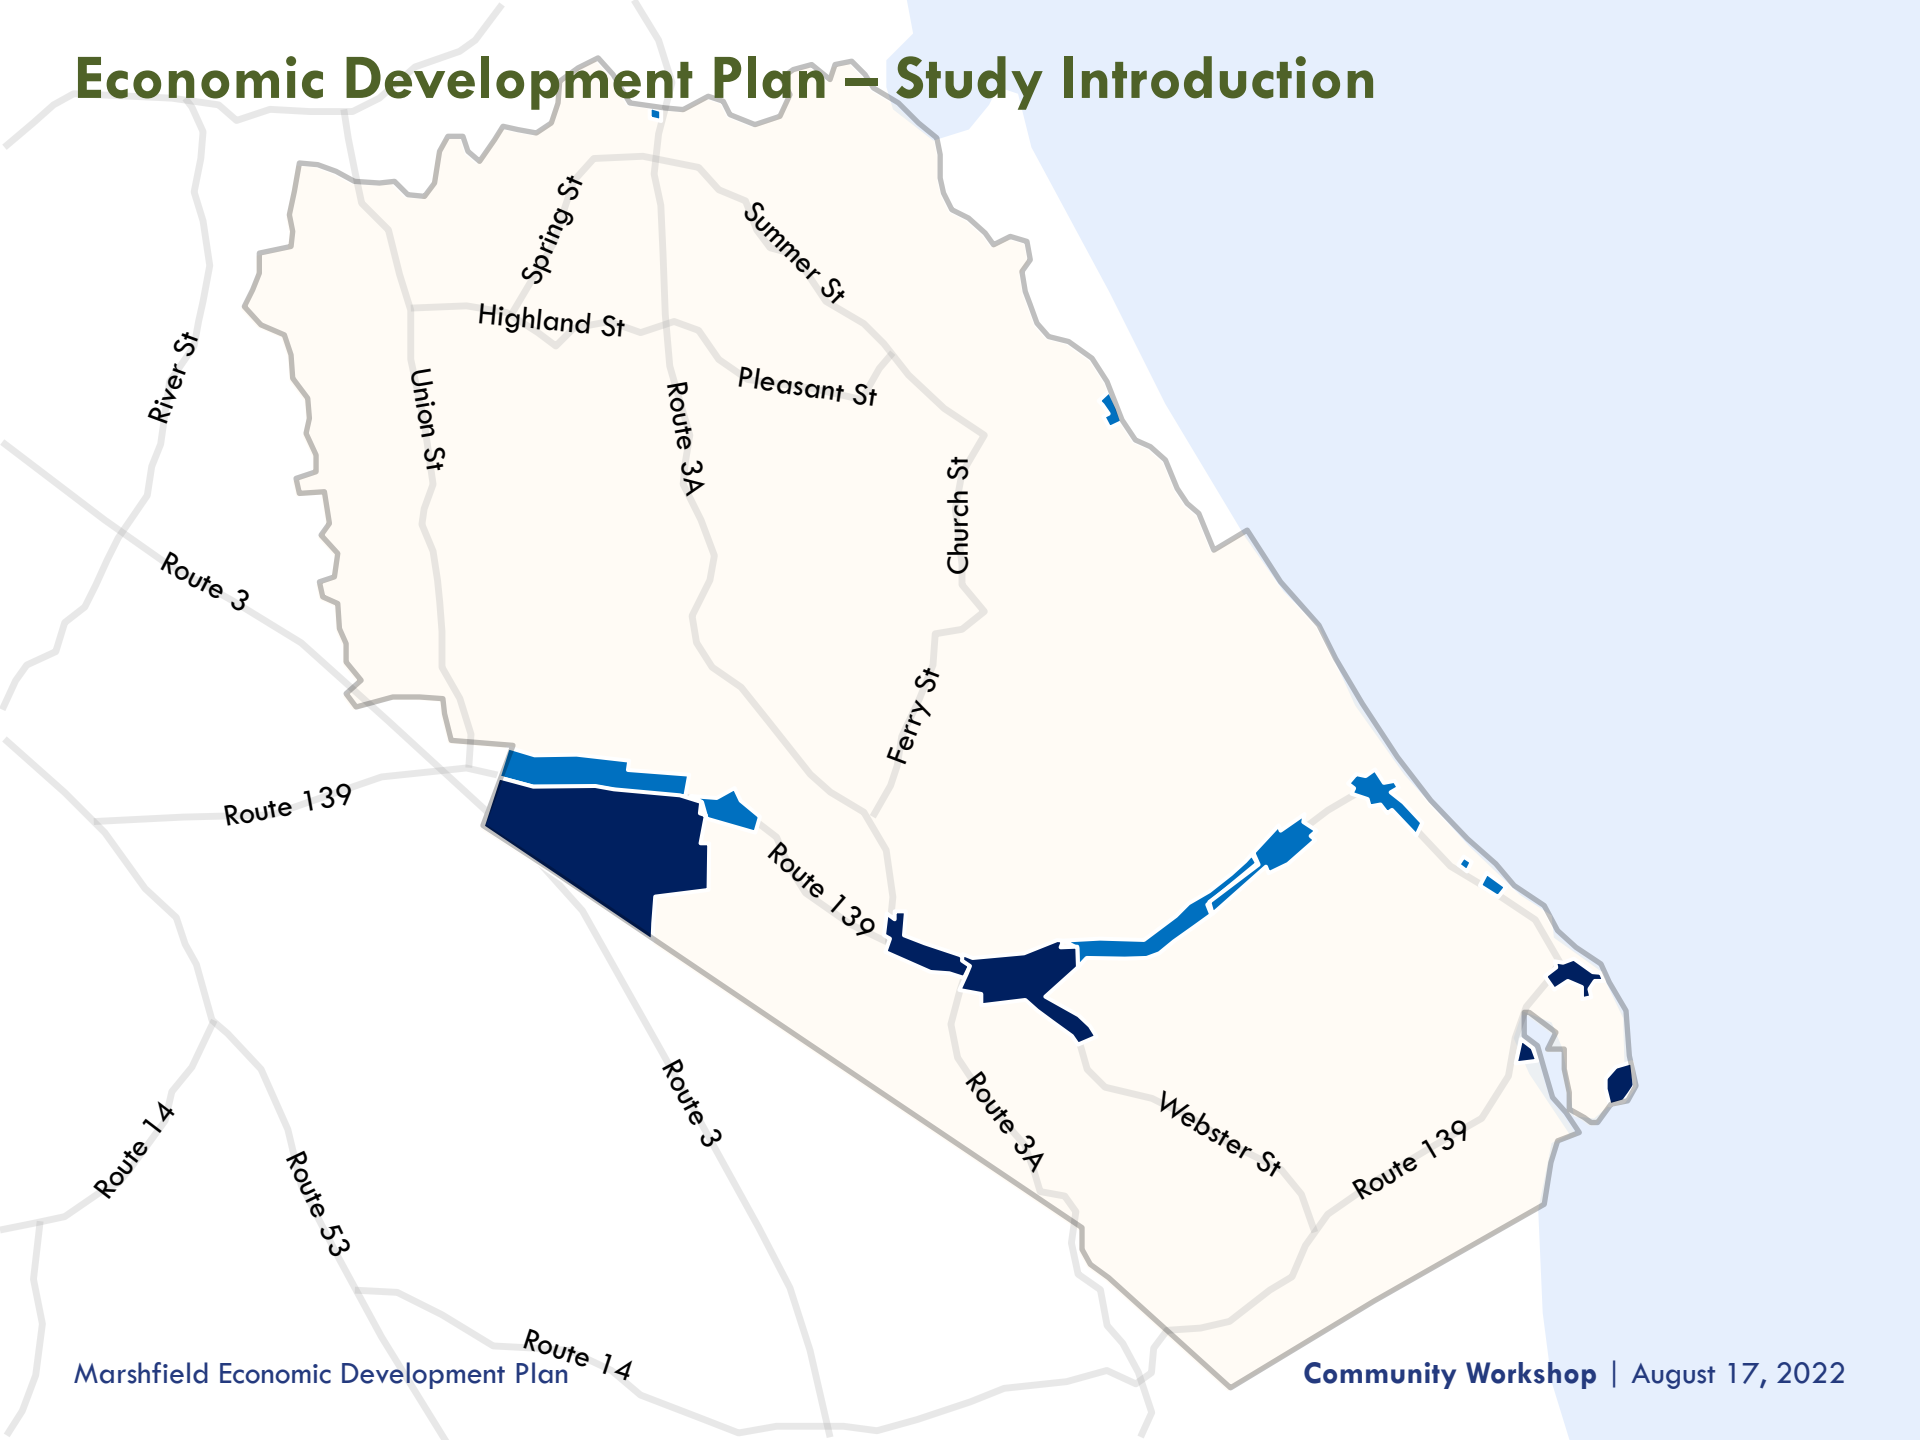 Economic Development Plan – Study Introduction
Spring St
Summer St
Highland St
River St
Union St
Route 3A
Pleasant St
Church St
Route 3
Ferry St
Route 139
Route 139
Route 3
Route 3A
Webster St
Route 139
Route 14
Route 53
Route 14
Marshfield Economic Development Plan
Community Workshop | August 17, 2022